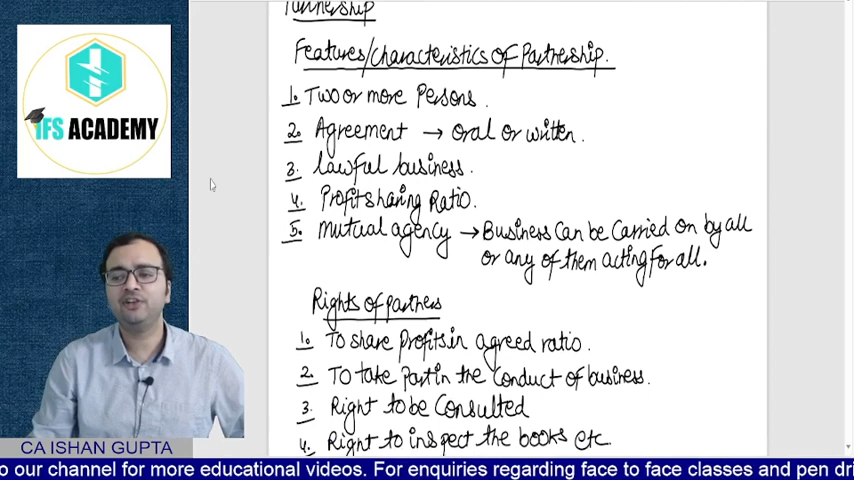 Partnership
Features/Characteristics of Partnership.
1. Two or more Persons.
2. Agreement → Oral or written.
3. lawful business.
4. Profit sharing Ratio.
5. Mutual agency → Business Can be Carried on by all
or any of them acting for all.
Rights of partners
1. To share profits in agreed ratio.
2. To take Part in the Conduct of business.
3. Right to be Consulted
4. Right to inspect the books etc.
iFS ACADEMY
CA ISHAN GUPTA
o our channel for more educational videos. For enquiries regarding face to face classes and pen dri